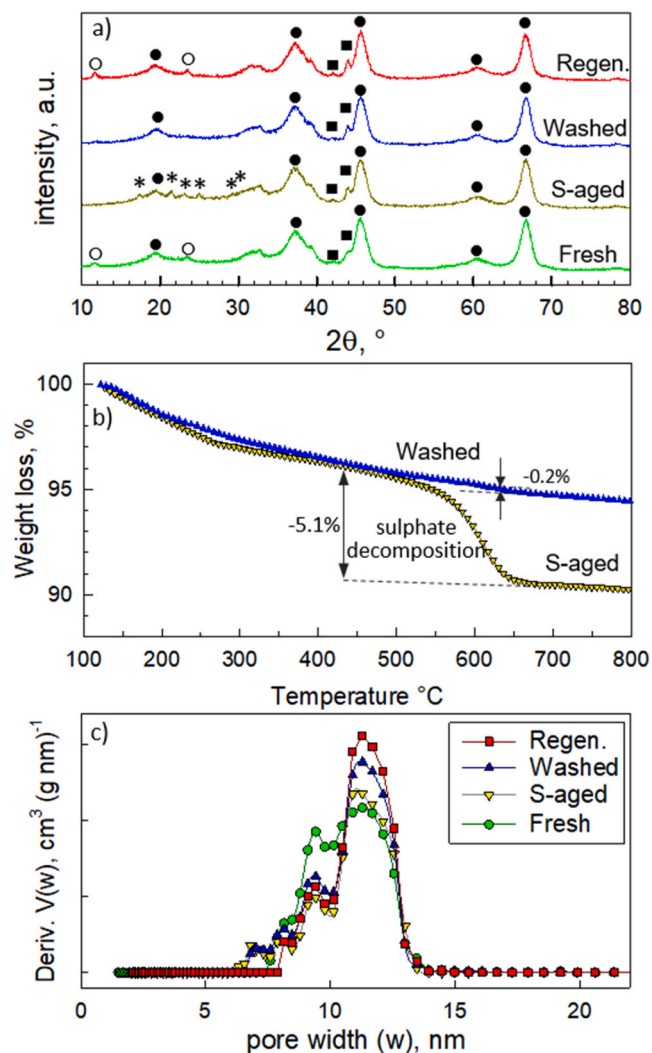 a)
intensity, a.u.
Regen.
Washed
S-aged
Fresh
* * * * * *
10 20 30 40 50 60 70 80
2θ, °
b)
Weight loss, %
100
95
90
Washed
-0.2%
-5.1%
sulphate
decomposition
S-aged
100 200 300 400 500 600 700 800
Temperature °C
c)
Deriv. V(w), cm³ (g nm)⁻¹
Regen.
Washed
S-aged
Fresh
0 5 10 15 20
pore width (w), nm